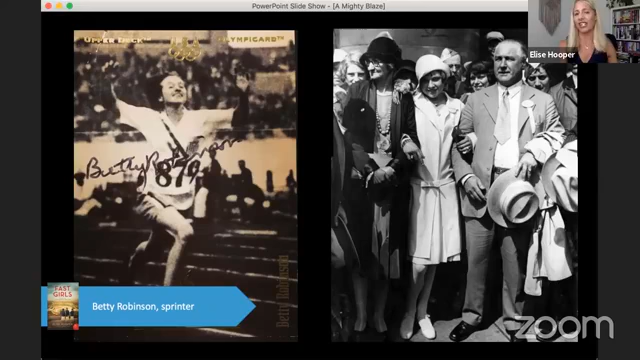 PowerPoint Slide Show - [A Mighty Blaze]
UPPER DECK™
OLYMPICARD™
Elise Hooper
Betty Robinson
879
Betty Robinson
FAST
GIRLS
Betty Robinson, sprinter
zoom